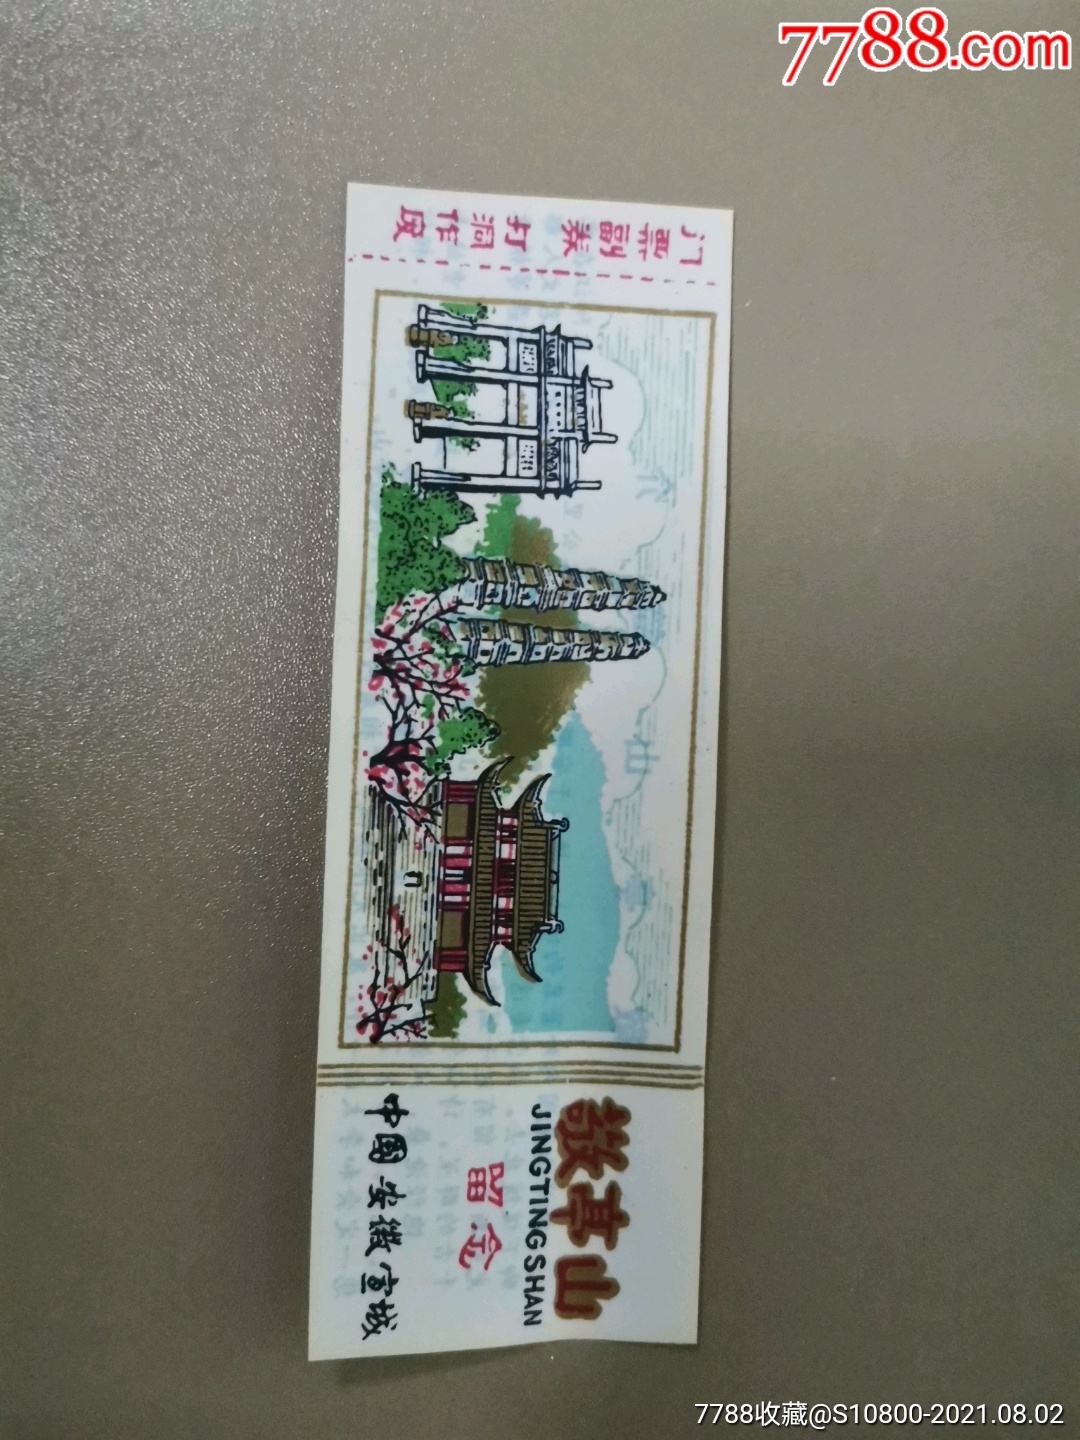 7788.com
门票副券 打洞作废
敬亭山
JINGTINGSHAN
留念
中国安徽宣城
7788收藏@S10800-2021.08.02